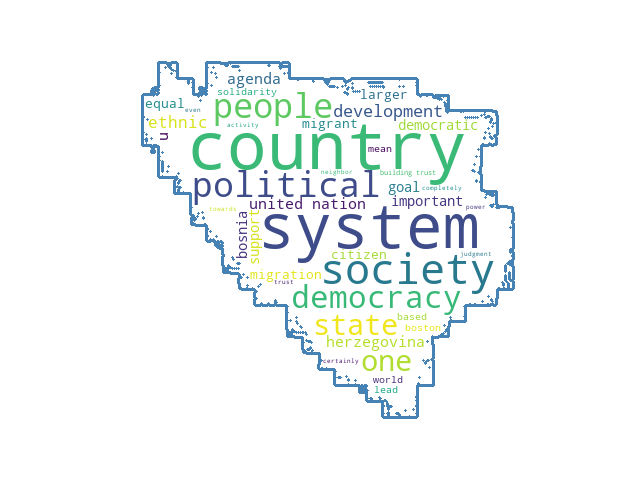 agenda
solidarity
larger
equal
even
people
development
ethnic
activity
migrant
democratic
u
country
mean
neighbor
building trust
political
goal
completely
united nation
important
towards
power
bosnia
support
system
citizen
judgment
society
migration
trust
democracy
based
state
boston
herzegovina
one
certainly
world
lead